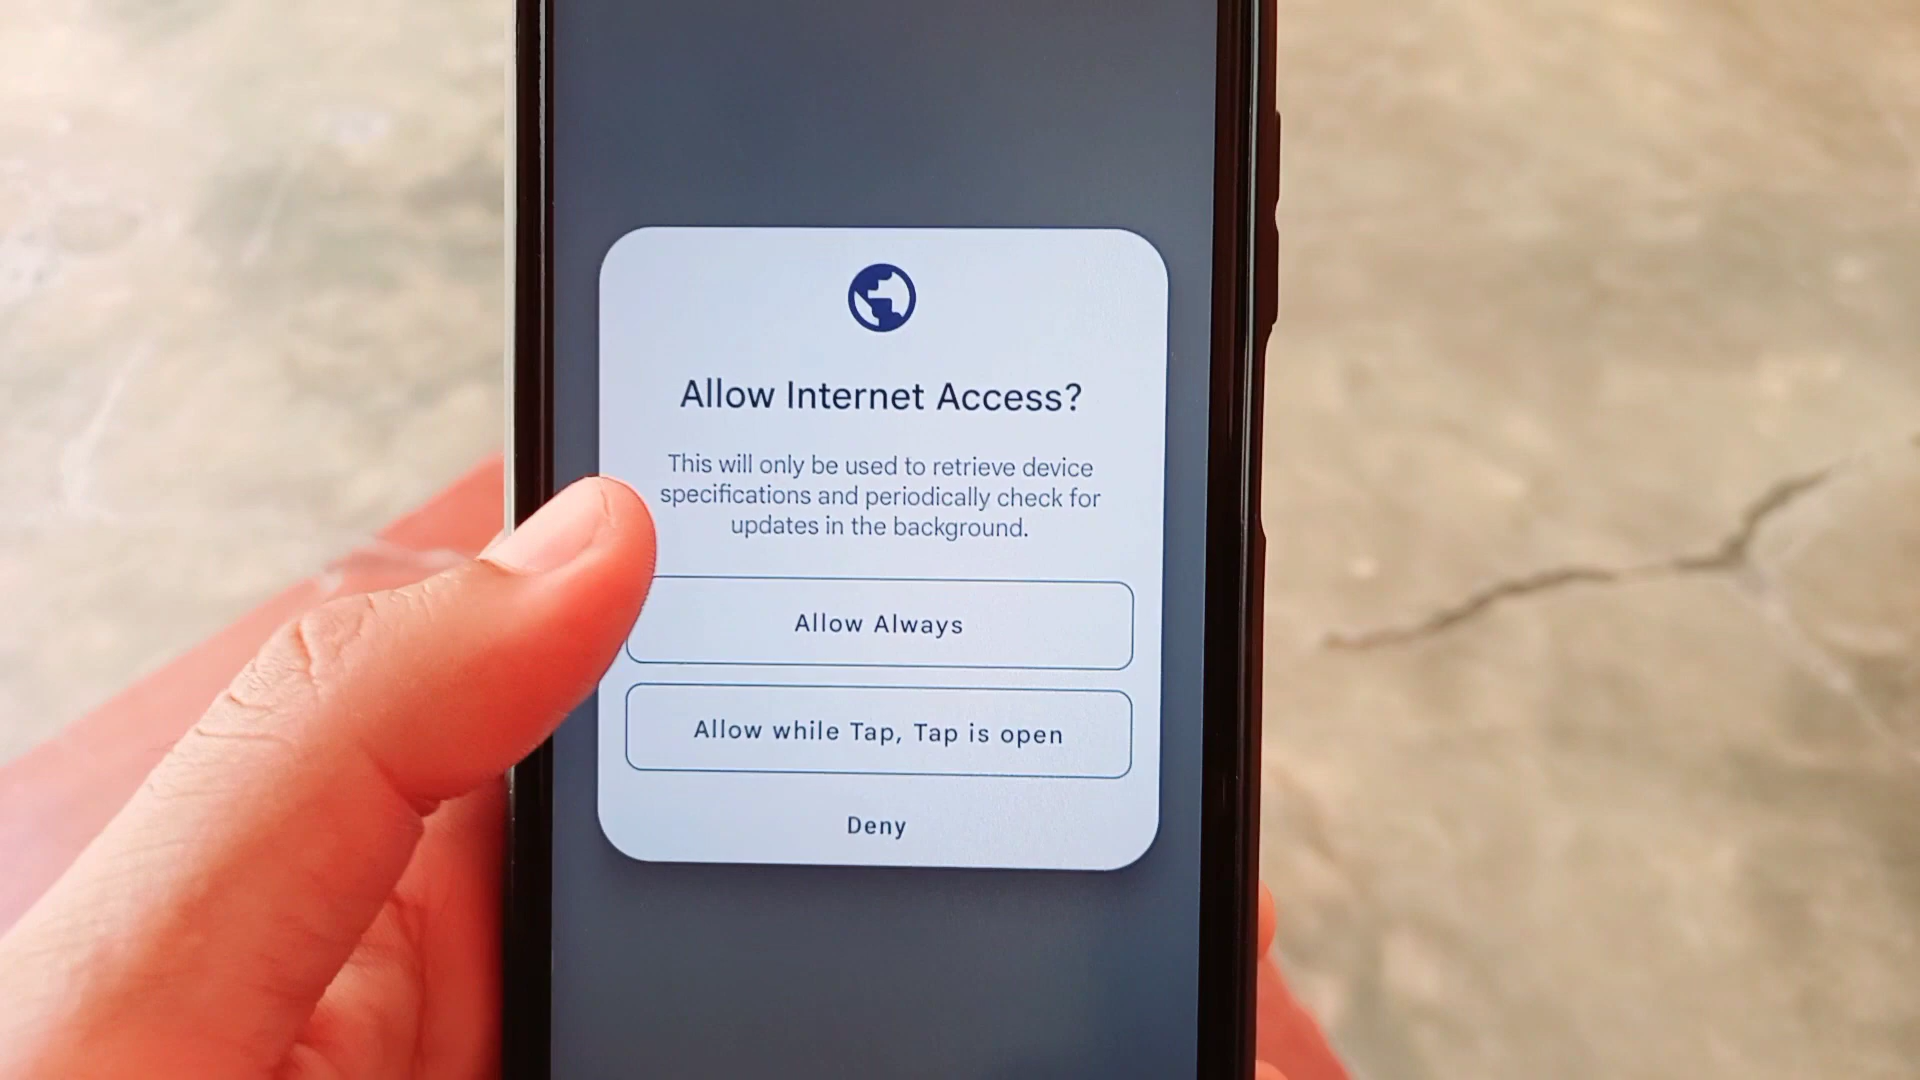 Allow Internet Access?
This will only be used to retrieve device
specifications and periodically check for
updates in the background.
Allow Always
Allow while Tap, Tap is open
Deny